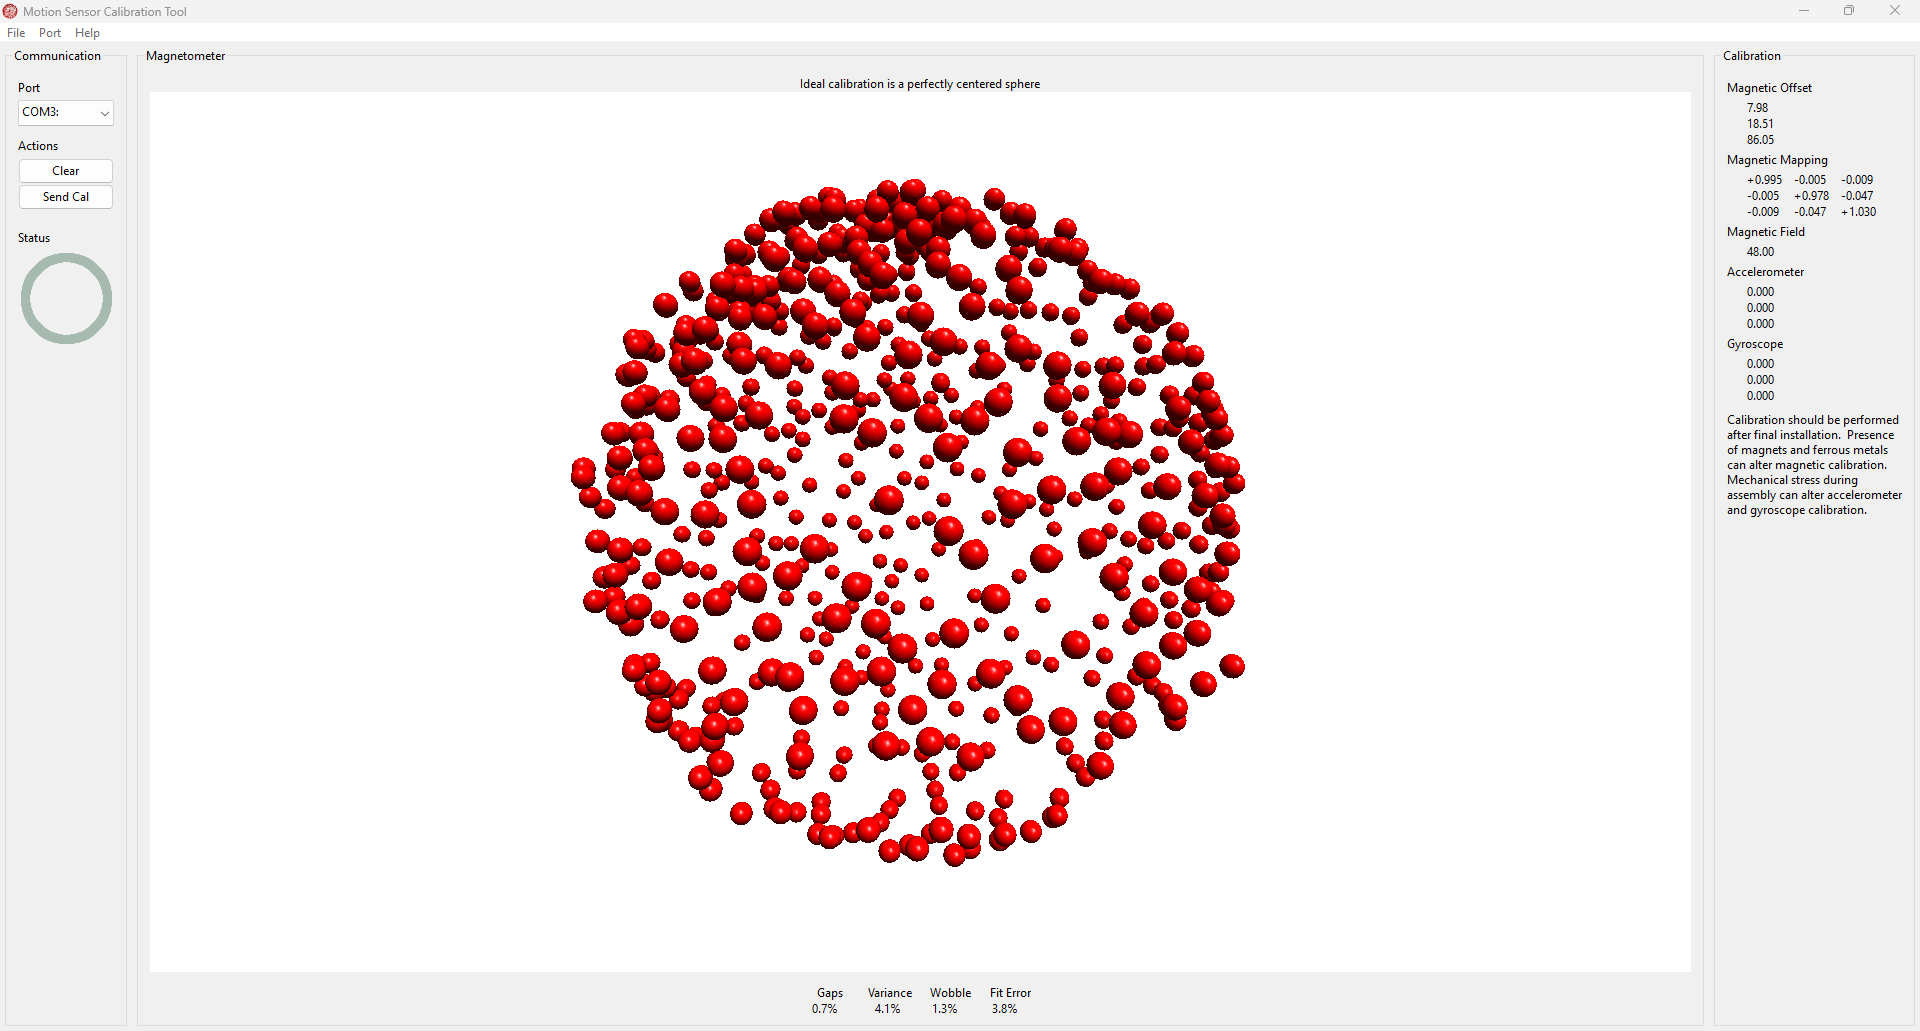 Motion Sensor Calibration Tool
File Port Help
Communication
Port
COM3:
Actions
Clear
Send Cal
Status
Magnetometer
Ideal calibration is a perfectly centered sphere
Gaps Variance Wobble Fit Error
0.7% 4.1% 1.3% 3.8%
Calibration
Magnetic Offset
7.98
18.51
86.05
Magnetic Mapping
+0.995 -0.005 -0.009
-0.005 +0.978 -0.047
-0.009 -0.047 +1.030
Magnetic Field
48.00
Accelerometer
0.000
0.000
0.000
Gyroscope
0.000
0.000
0.000
Calibration should be performed
after final installation. Presence
of magnets and ferrous metals
can alter magnetic calibration.
Mechanical stress during
assembly can alter accelerometer
and gyroscope calibration.